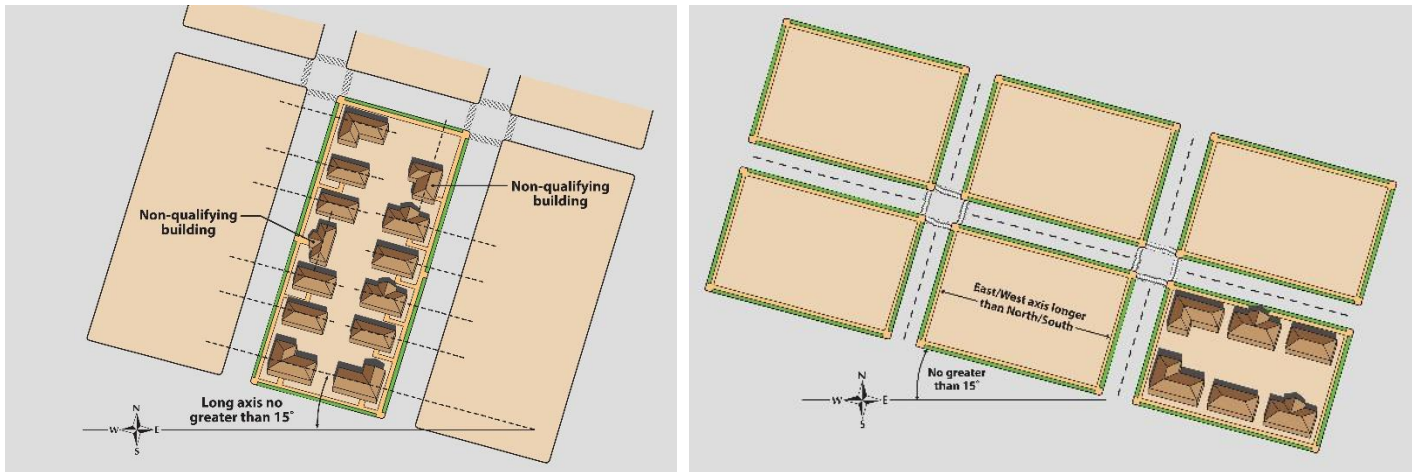 Non-qualifying
building
Non-qualifying
building
Long axis no
greater than 15°
N
W E
S
East/West axis longer
than North/South
No greater
than 15°
N
W E
S